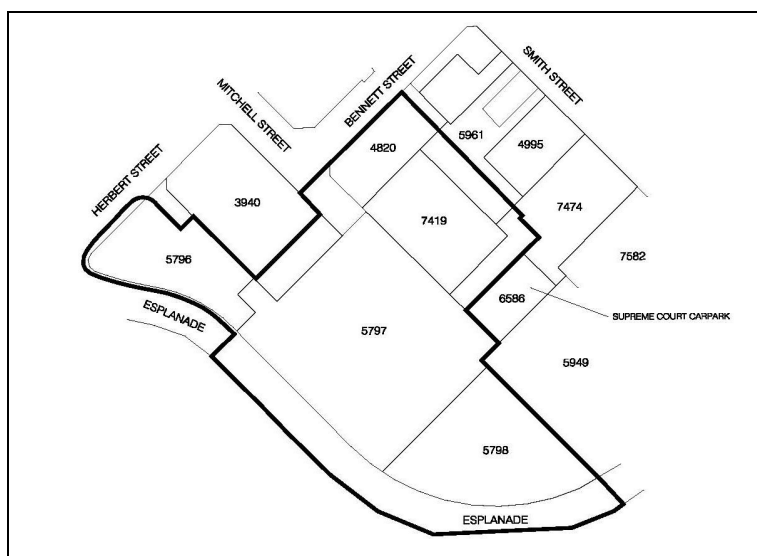 SMITH STREET
BENNETT STREET
MITCHELL STREET
HERBERT STREET
5961
4820
4995
3940
7474
7419
7582
5796
6586
ESPLANADE
SUPREME COURT CARPARK
5797
5949
5798
ESPLANADE